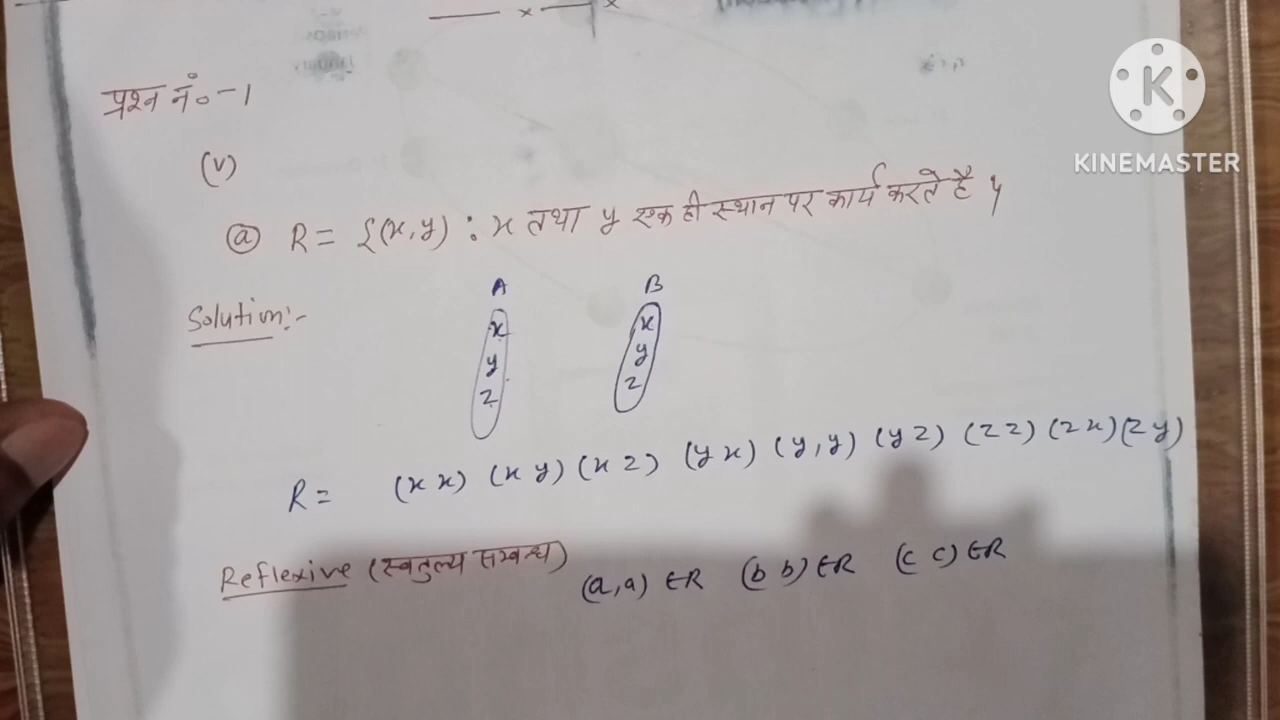 प्रश्न नं० - 1
(v)
ⓐ R = {(x, y) : x तथा y एक ही स्थान पर कार्य करते है }
Solution:-
A B
x x
y y
z z
R = (x x) (x y) (x z) (y x) (y, y) (y z) (z z) (z x) (z y)
Reflexive (स्वतुल्य सम्बन्ध) (a, a) ∈ R (b b) ∈ R (c c) ∈ R
K
KINEMASTER